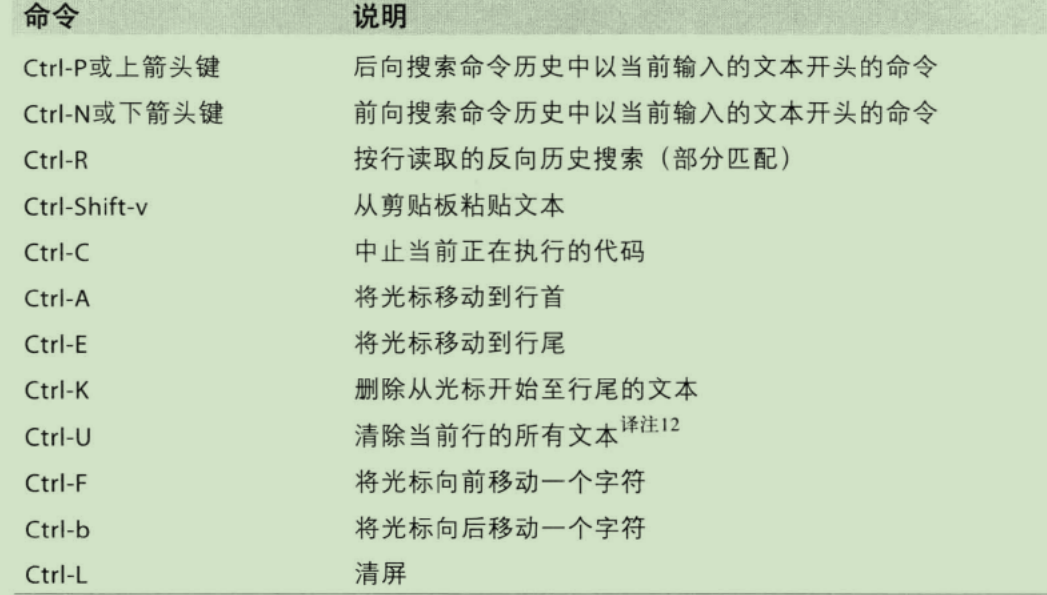 命令 说明
Ctrl-P或上箭头键 后向搜索命令历史中以当前输入的文本开头的命令
Ctrl-N或下箭头键 前向搜索命令历史中以当前输入的文本开头的命令
Ctrl-R 按行读取的反向历史搜索（部分匹配）
Ctrl-Shift-v 从剪贴板粘贴文本
Ctrl-C 中止当前正在执行的代码
Ctrl-A 将光标移动到行首
Ctrl-E 将光标移动到行尾
Ctrl-K 删除从光标开始至行尾的文本
Ctrl-U 清除当前行的所有文本译注12
Ctrl-F 将光标向前移动一个字符
Ctrl-b 将光标向后移动一个字符
Ctrl-L 清屏